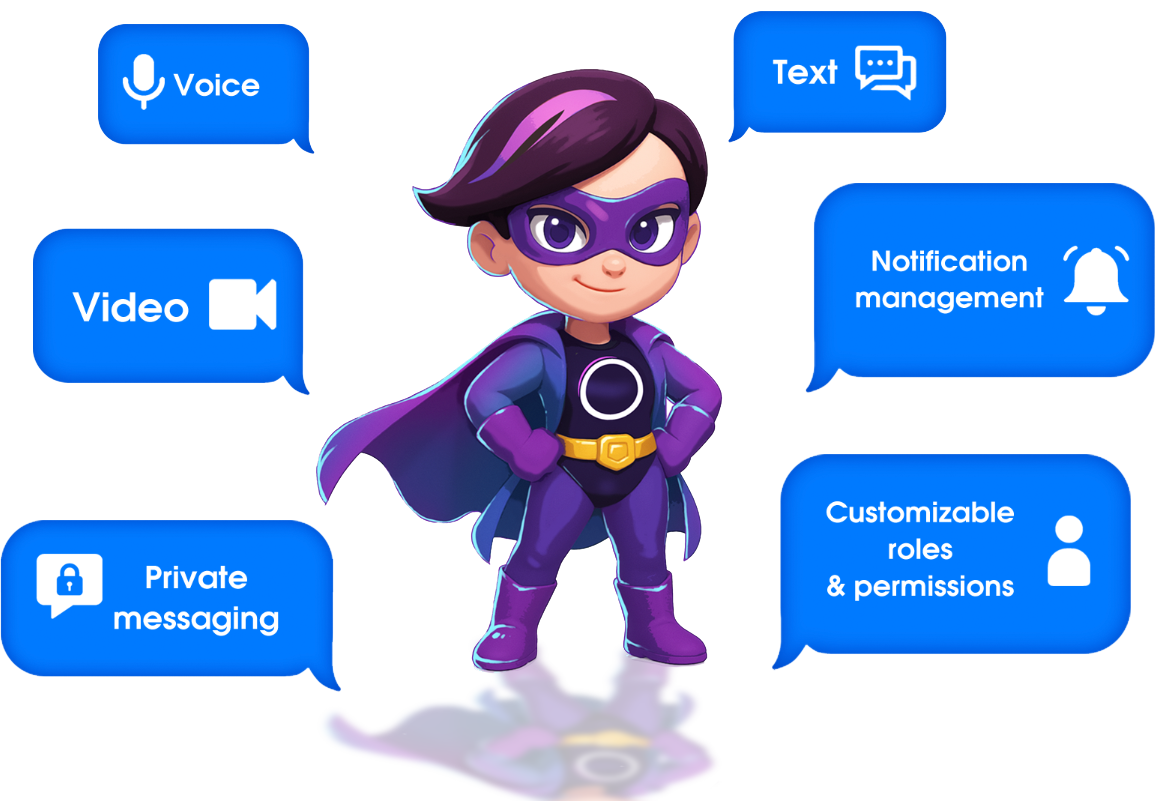 Voice
Text
Video
Notification
management
Private
messaging
Customizable
roles
& permissions